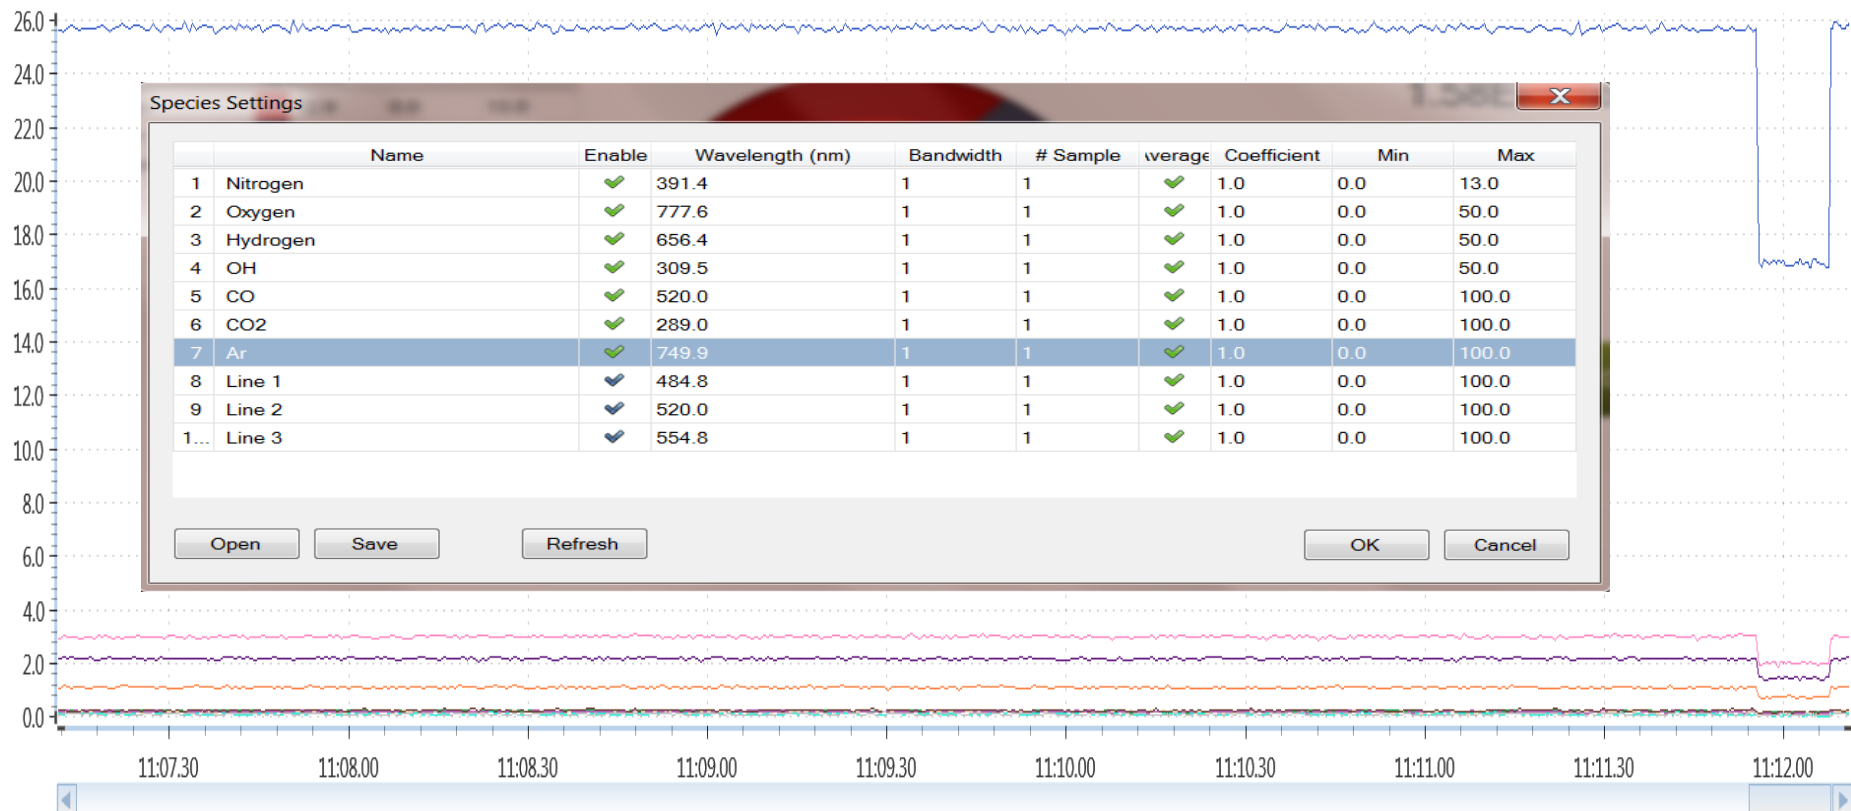 26.0
24.0
Species Settings
22.0
Name Enable Wavelength (nm) Bandwidth # Sample Average Coefficient Min Max
1 Nitrogen 391.4 1 1 1.0 0.0 13.0
20.0
2 Oxygen 777.6 1 1 1.0 0.0 50.0
18.0
3 Hydrogen 656.4 1 1 1.0 0.0 50.0
4 OH 309.5 1 1 1.0 0.0 50.0
16.0
5 CO 520.0 1 1 1.0 0.0 100.0
6 CO2 289.0 1 1 1.0 0.0 100.0
14.0
7 Ar 749.9 1 1 1.0 0.0 100.0
8 Line 1 484.8 1 1 1.0 0.0 100.0
12.0
9 Line 2 520.0 1 1 1.0 0.0 100.0
1... Line 3 554.8 1 1 1.0 0.0 100.0
10.0
8.0
Open Save Refresh OK Cancel
6.0
4.0
2.0
0.0
11:07.30 11:08.00 11:08.30 11:09.00 11:09.30 11:10.00 11:10.30 11:11.00 11:11.30 11:12.00